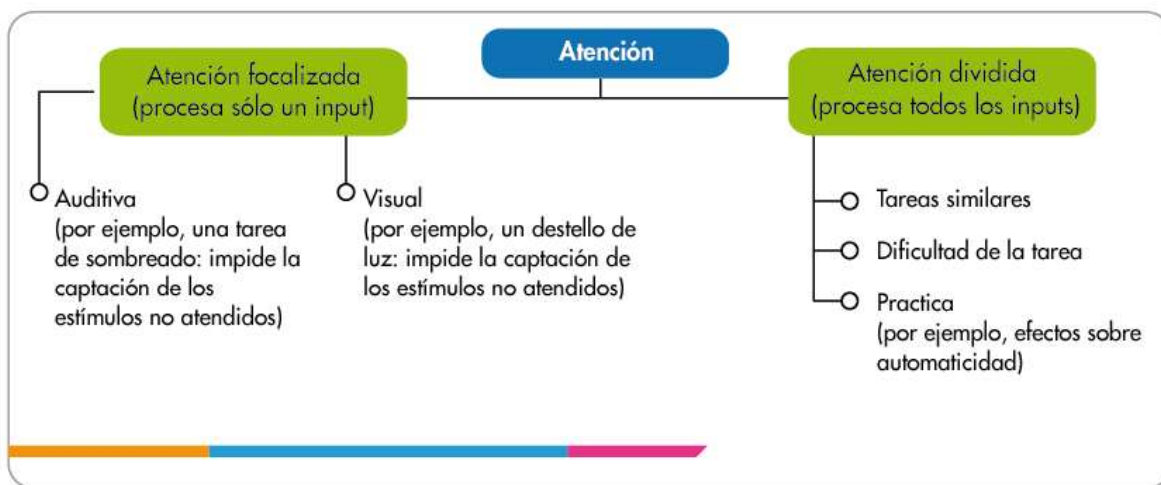 Atención
Atención focalizada
(procesa sólo un input)
Atención dividida
(procesa todos los inputs)
Auditiva
(por ejemplo, una tarea
de sombreado: impide la
captación de los
estímulos no atendidos)
Visual
(por ejemplo, un destello de
luz: impide la captación de
los estímulos no atendidos)
Tareas similares
Dificultad de la tarea
Practica
(por ejemplo, efectos sobre
automaticidad)